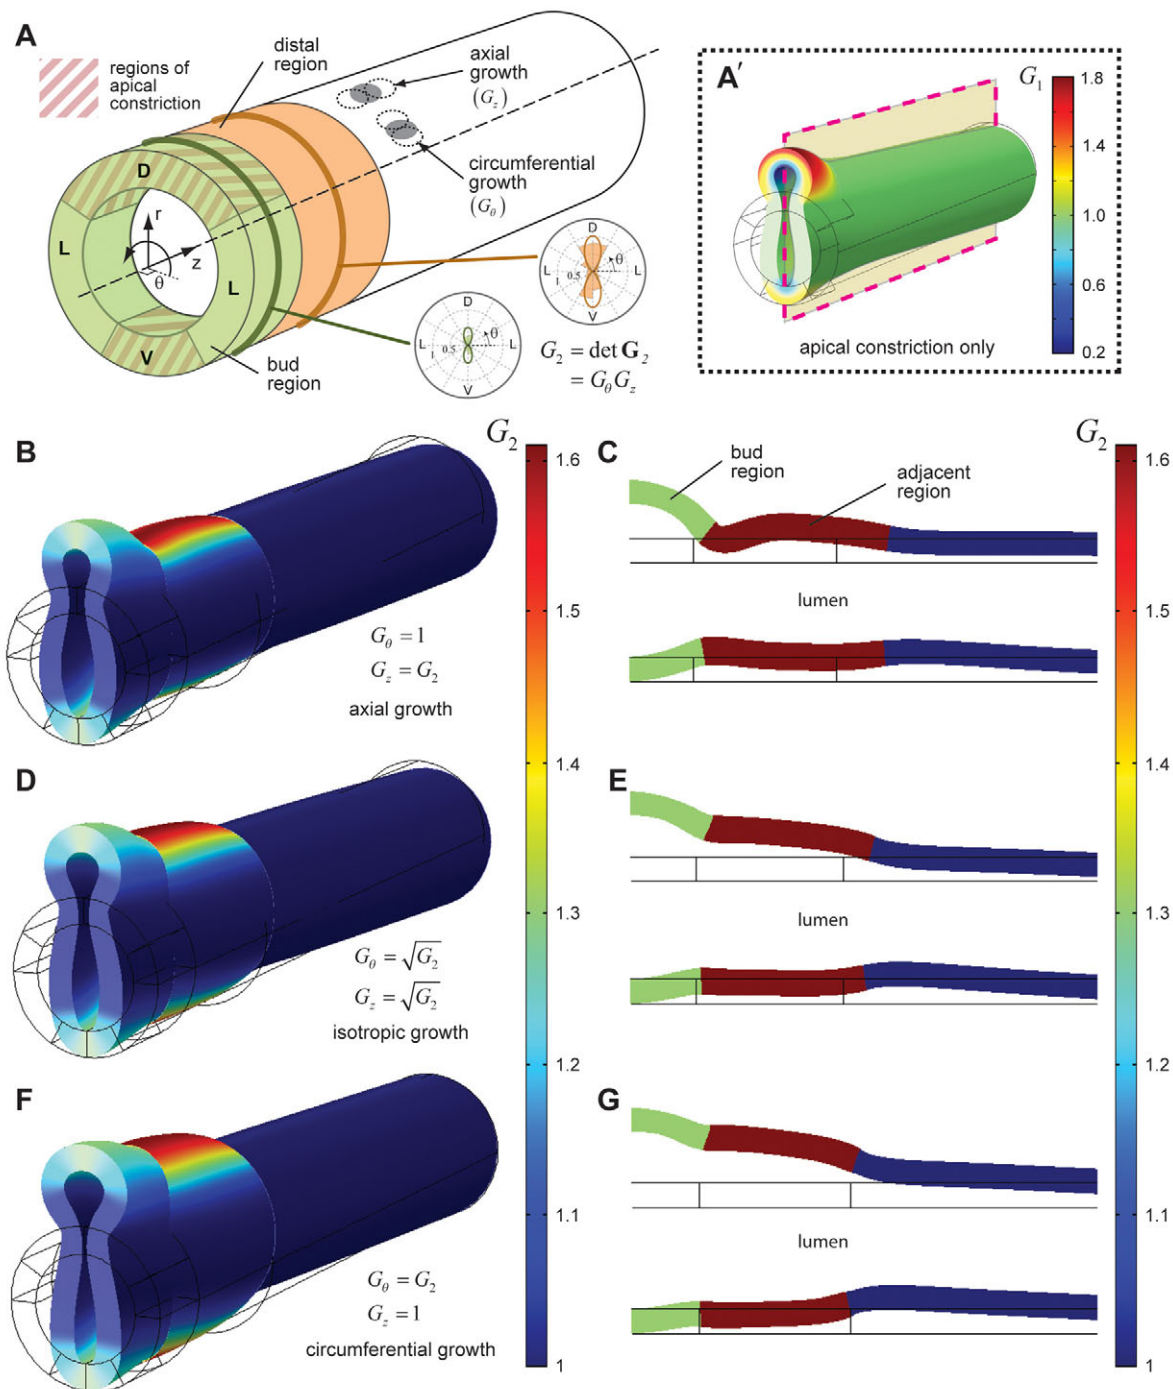 A
regions of
apical
constriction
distal
region
axial
growth
(G_z)
circumferential
growth
(G_θ)
D
L
L
V
r
z
θ
bud
region
D
L
L
V
0.5
1
θ
D
L
L
V
0.5
1
θ
G_2 = det G_2
= G_θ G_z
A′
G_1
1.8
1.4
1.0
0.6
0.2
apical constriction only
B
G_θ = 1
G_z = G_2
axial growth
G_2
1.6
1.5
1.4
1.3
1.2
1.1
1
C
bud
region
adjacent
region
lumen
G_2
1.6
1.5
1.4
1.3
1.2
1.1
1
D
G_θ = √G_2
G_z = √G_2
isotropic growth
E
lumen
F
G_θ = G_2
G_z = 1
circumferential growth
G
lumen